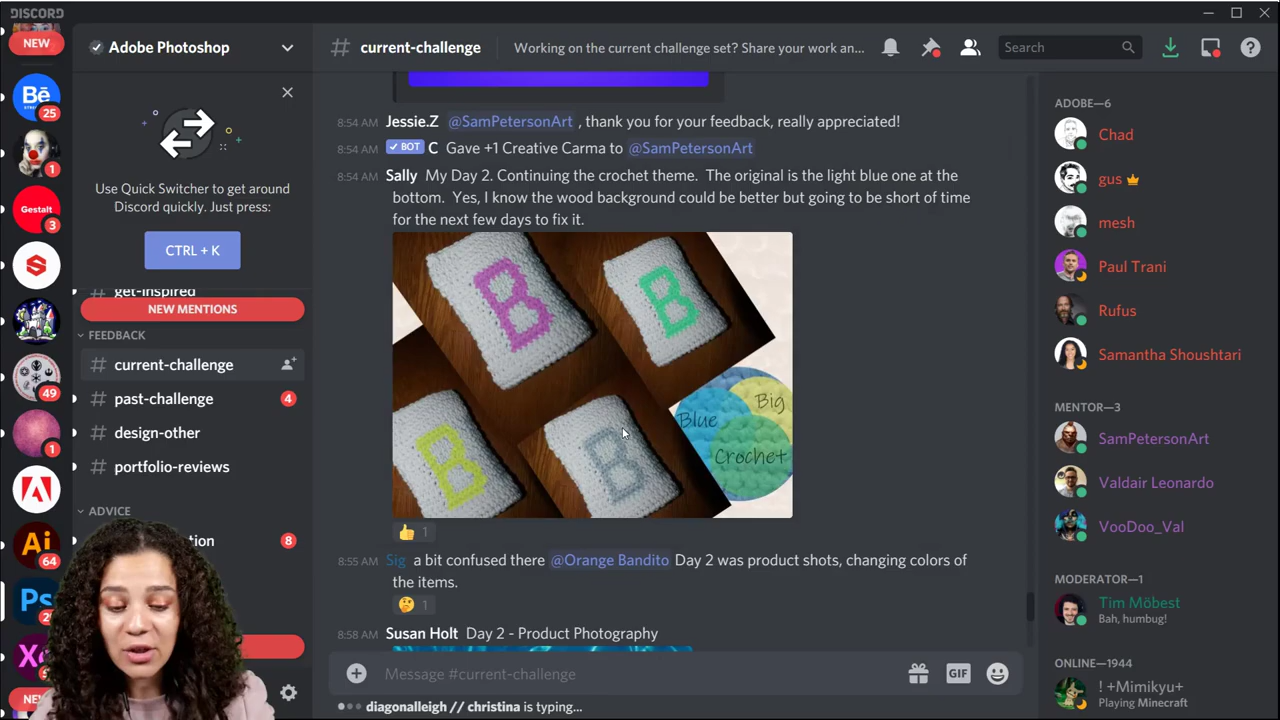 DISCORD
NEW
Adobe Photoshop
# current-challenge
Working on the current challenge set? Share your work an...
Search
Bē
25
1
Gestalt.
3
49
1
Ai
64
Ps
Use Quick Switcher to get around
Discord quickly. Just press:
CTRL + K
get-inspired
NEW MENTIONS
FEEDBACK
# current-challenge
# past-challenge
4
# design-other
# portfolio-reviews
ADVICE
8
8:54 AM Jessie.Z @SamPetersonArt , thank you for your feedback, really appreciated!
8:54 AM BOT C Gave +1 Creative Carma to @SamPetersonArt
8:54 AM Sally My Day 2. Continuing the crochet theme. The original is the light blue one at the
bottom. Yes, I know the wood background could be better but going to be short of time
for the next few days to fix it.
B
B
B
B
Blue
Big
Crochet
1
8:55 AM Sig a bit confused there @Orange Bandito Day 2 was product shots, changing colors of
the items.
1
8:58 AM Susan Holt Day 2 - Product Photography
Message #current-challenge
GIF
diagonalleigh // christina is typing...
ADOBE—6
Chad
gus
mesh
Paul Trani
Rufus
Samantha Shoushtari
MENTOR—3
SamPetersonArt
Valdair Leonardo
VooDoo_Val
MODERATOR—1
Tim Möbest
Bah, humbug!
ONLINE—1944
! +Mimikyu+
Playing Minecraft